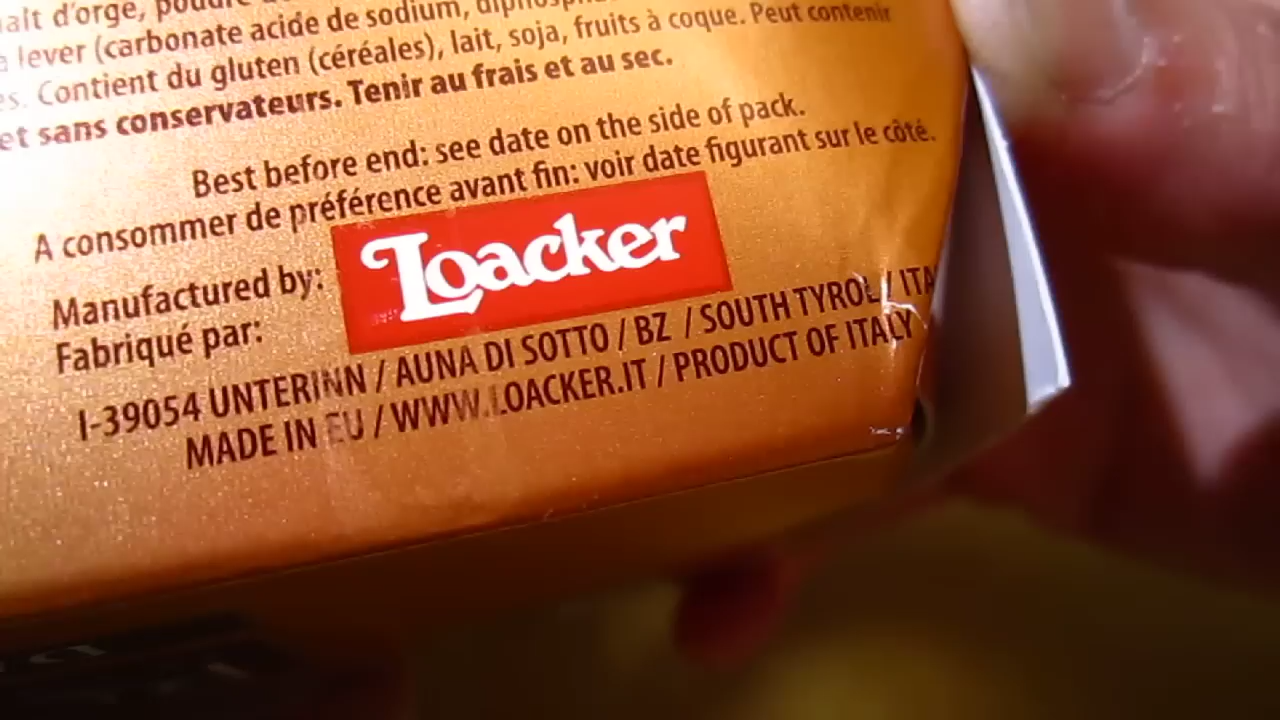 malt d'orge,
lever (carbonate acide de sodium,
Contient du gluten (céréales), lait, soja, fruits à coque. Peut contenir
et sans conservateurs. Tenir au frais et au sec.
Best before end: see date on the side of pack.
A consommer de préférence avant fin: voir date figurant sur le côté.
Manufactured by:
Fabriqué par:
Loacker
I-39054 UNTERINN / AUNA DI SOTTO / BZ / SOUTH TYROL / ITA
MADE IN EU / WWW.LOACKER.IT / PRODUCT OF ITALY